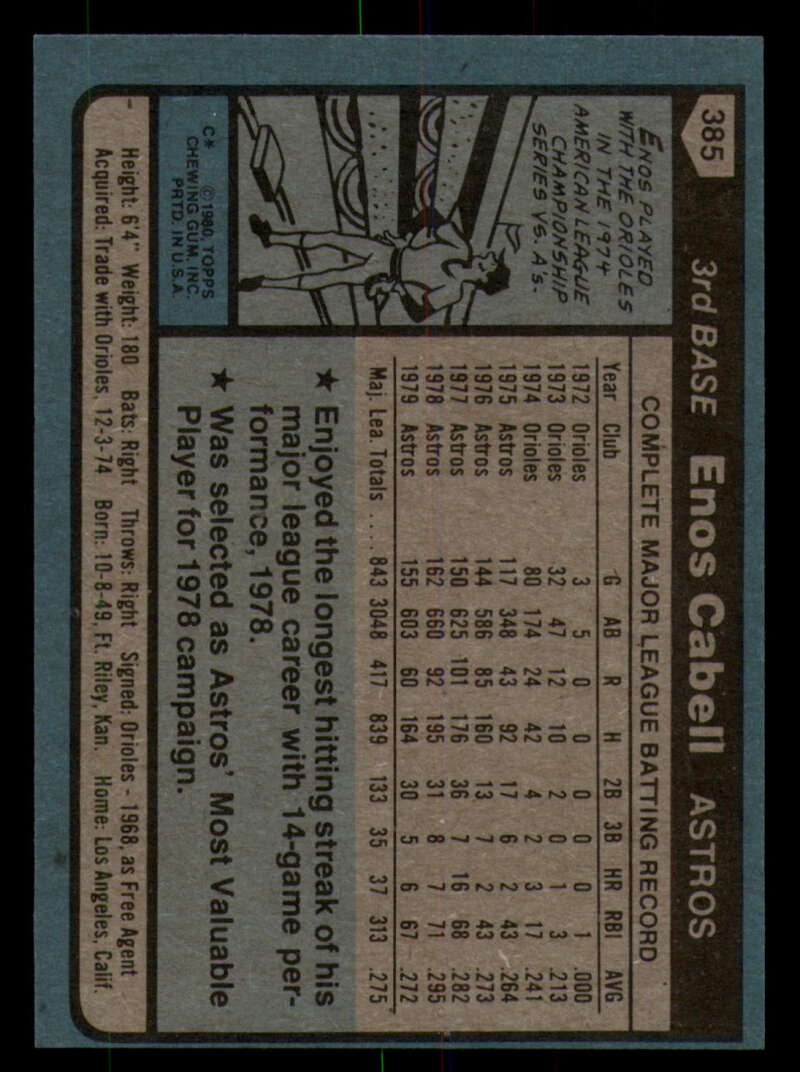 385 3rd BASE Enos Cabell ASTROS
ENOS PLAYED
WITH THE ORIOLES
IN THE 1974
AMERICAN LEAGUE
CHAMPIONSHIP
SERIES VS. A's.
C* ©1980, TOPPS
CHEWING GUM, INC.
PRTD. IN U.S.A.
COMPLETE MAJOR LEAGUE BATTING RECORD
Year Club G AB R H 2B 3B HR RBI AVG
1972 Orioles 3 5 0 0 0 0 0 1 .000
1973 Orioles 32 47 12 10 2 0 1 3 .213
1974 Orioles 80 174 24 42 4 2 3 17 .241
1975 Astros 117 348 43 92 17 6 2 43 .264
1976 Astros 144 586 85 160 13 7 2 43 .273
1977 Astros 150 625 101 176 36 7 16 68 .282
1978 Astros 162 660 92 195 31 8 7 71 .295
1979 Astros 155 603 60 164 30 5 6 67 .272
Maj. Lea. Totals .... 843 3048 417 839 133 35 37 313 .275
★ Enjoyed the longest hitting streak of his
major league career with 14-game per-
formance, 1978.
★ Was selected as Astros' Most Valuable
Player for 1978 campaign.
Height: 6'4" Weight: 180 Bats: Right Throws: Right Signed: Orioles - 1968, as Free Agent
Acquired: Trade with Orioles, 12-3-74 Born: 10-8-49, Ft. Riley, Kan. Home: Los Angeles, Calif.